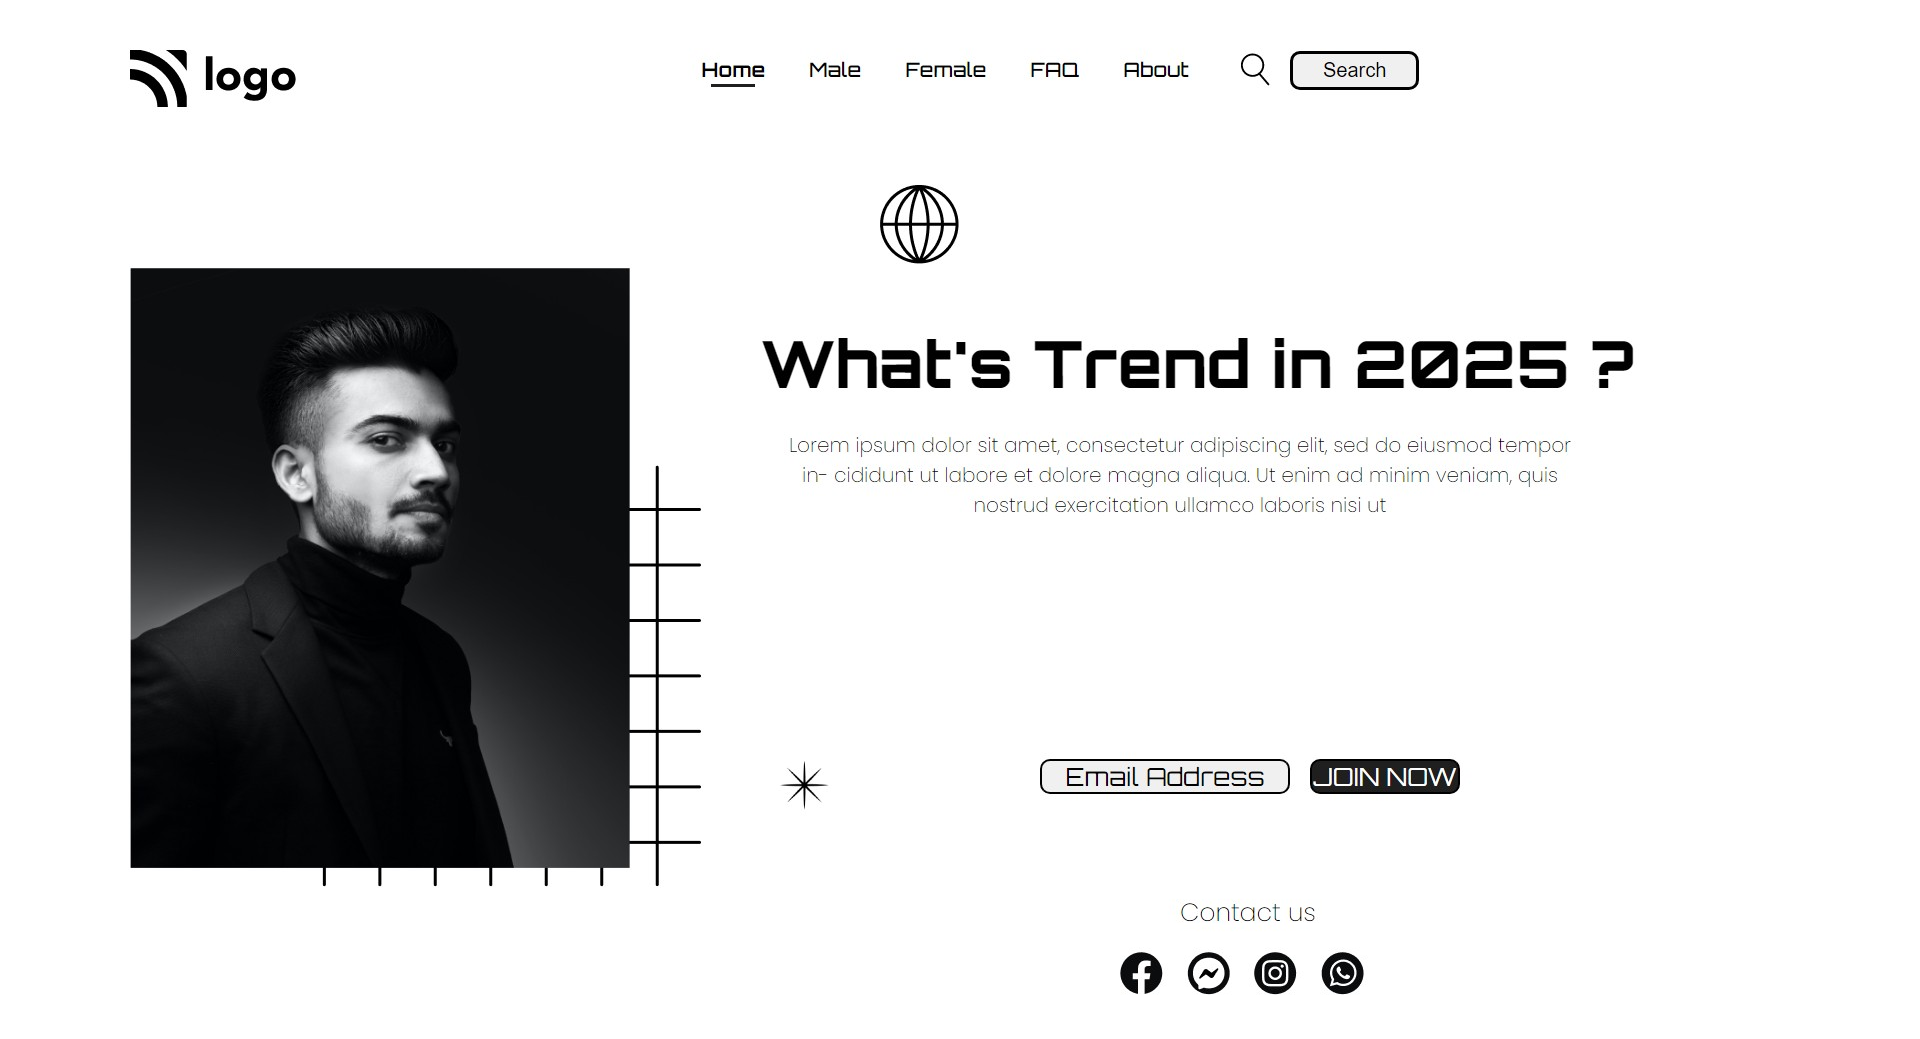 logo
Home Male Female FAQ About Search
What's Trend in 2025 ?
Lorem ipsum dolor sit amet, consectetur adipiscing elit, sed do eiusmod tempor
in- cididunt ut labore et dolore magna aliqua. Ut enim ad minim veniam, quis
nostrud exercitation ullamco laboris nisi ut
Email Address JOIN NOW
Contact us